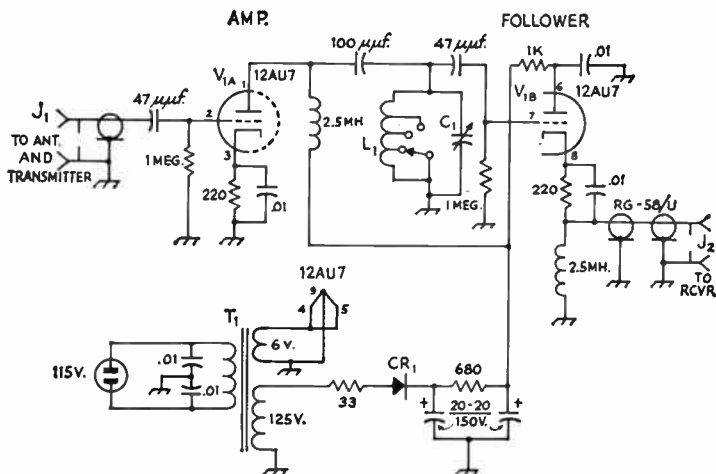 AMP.
FOLLOWER
100 μμf.
47 μμf.
1K
.01
V1A 1
12AU7
6
12AU7
V1B
J1
47 μμf.
2
7
2.5MH
L1
C1
TO ANT.
AND
TRANSMITTER
1 MEG.
3
8
220
.01
1 MEG.
220
.01
RG-58/U
J2
2.5MH.
TO
RCVR.
12AU7
9
4
5
T1
6 V.
115V.
.01
.01
CR1
680
33
+
20-20
150V.
+
125V.